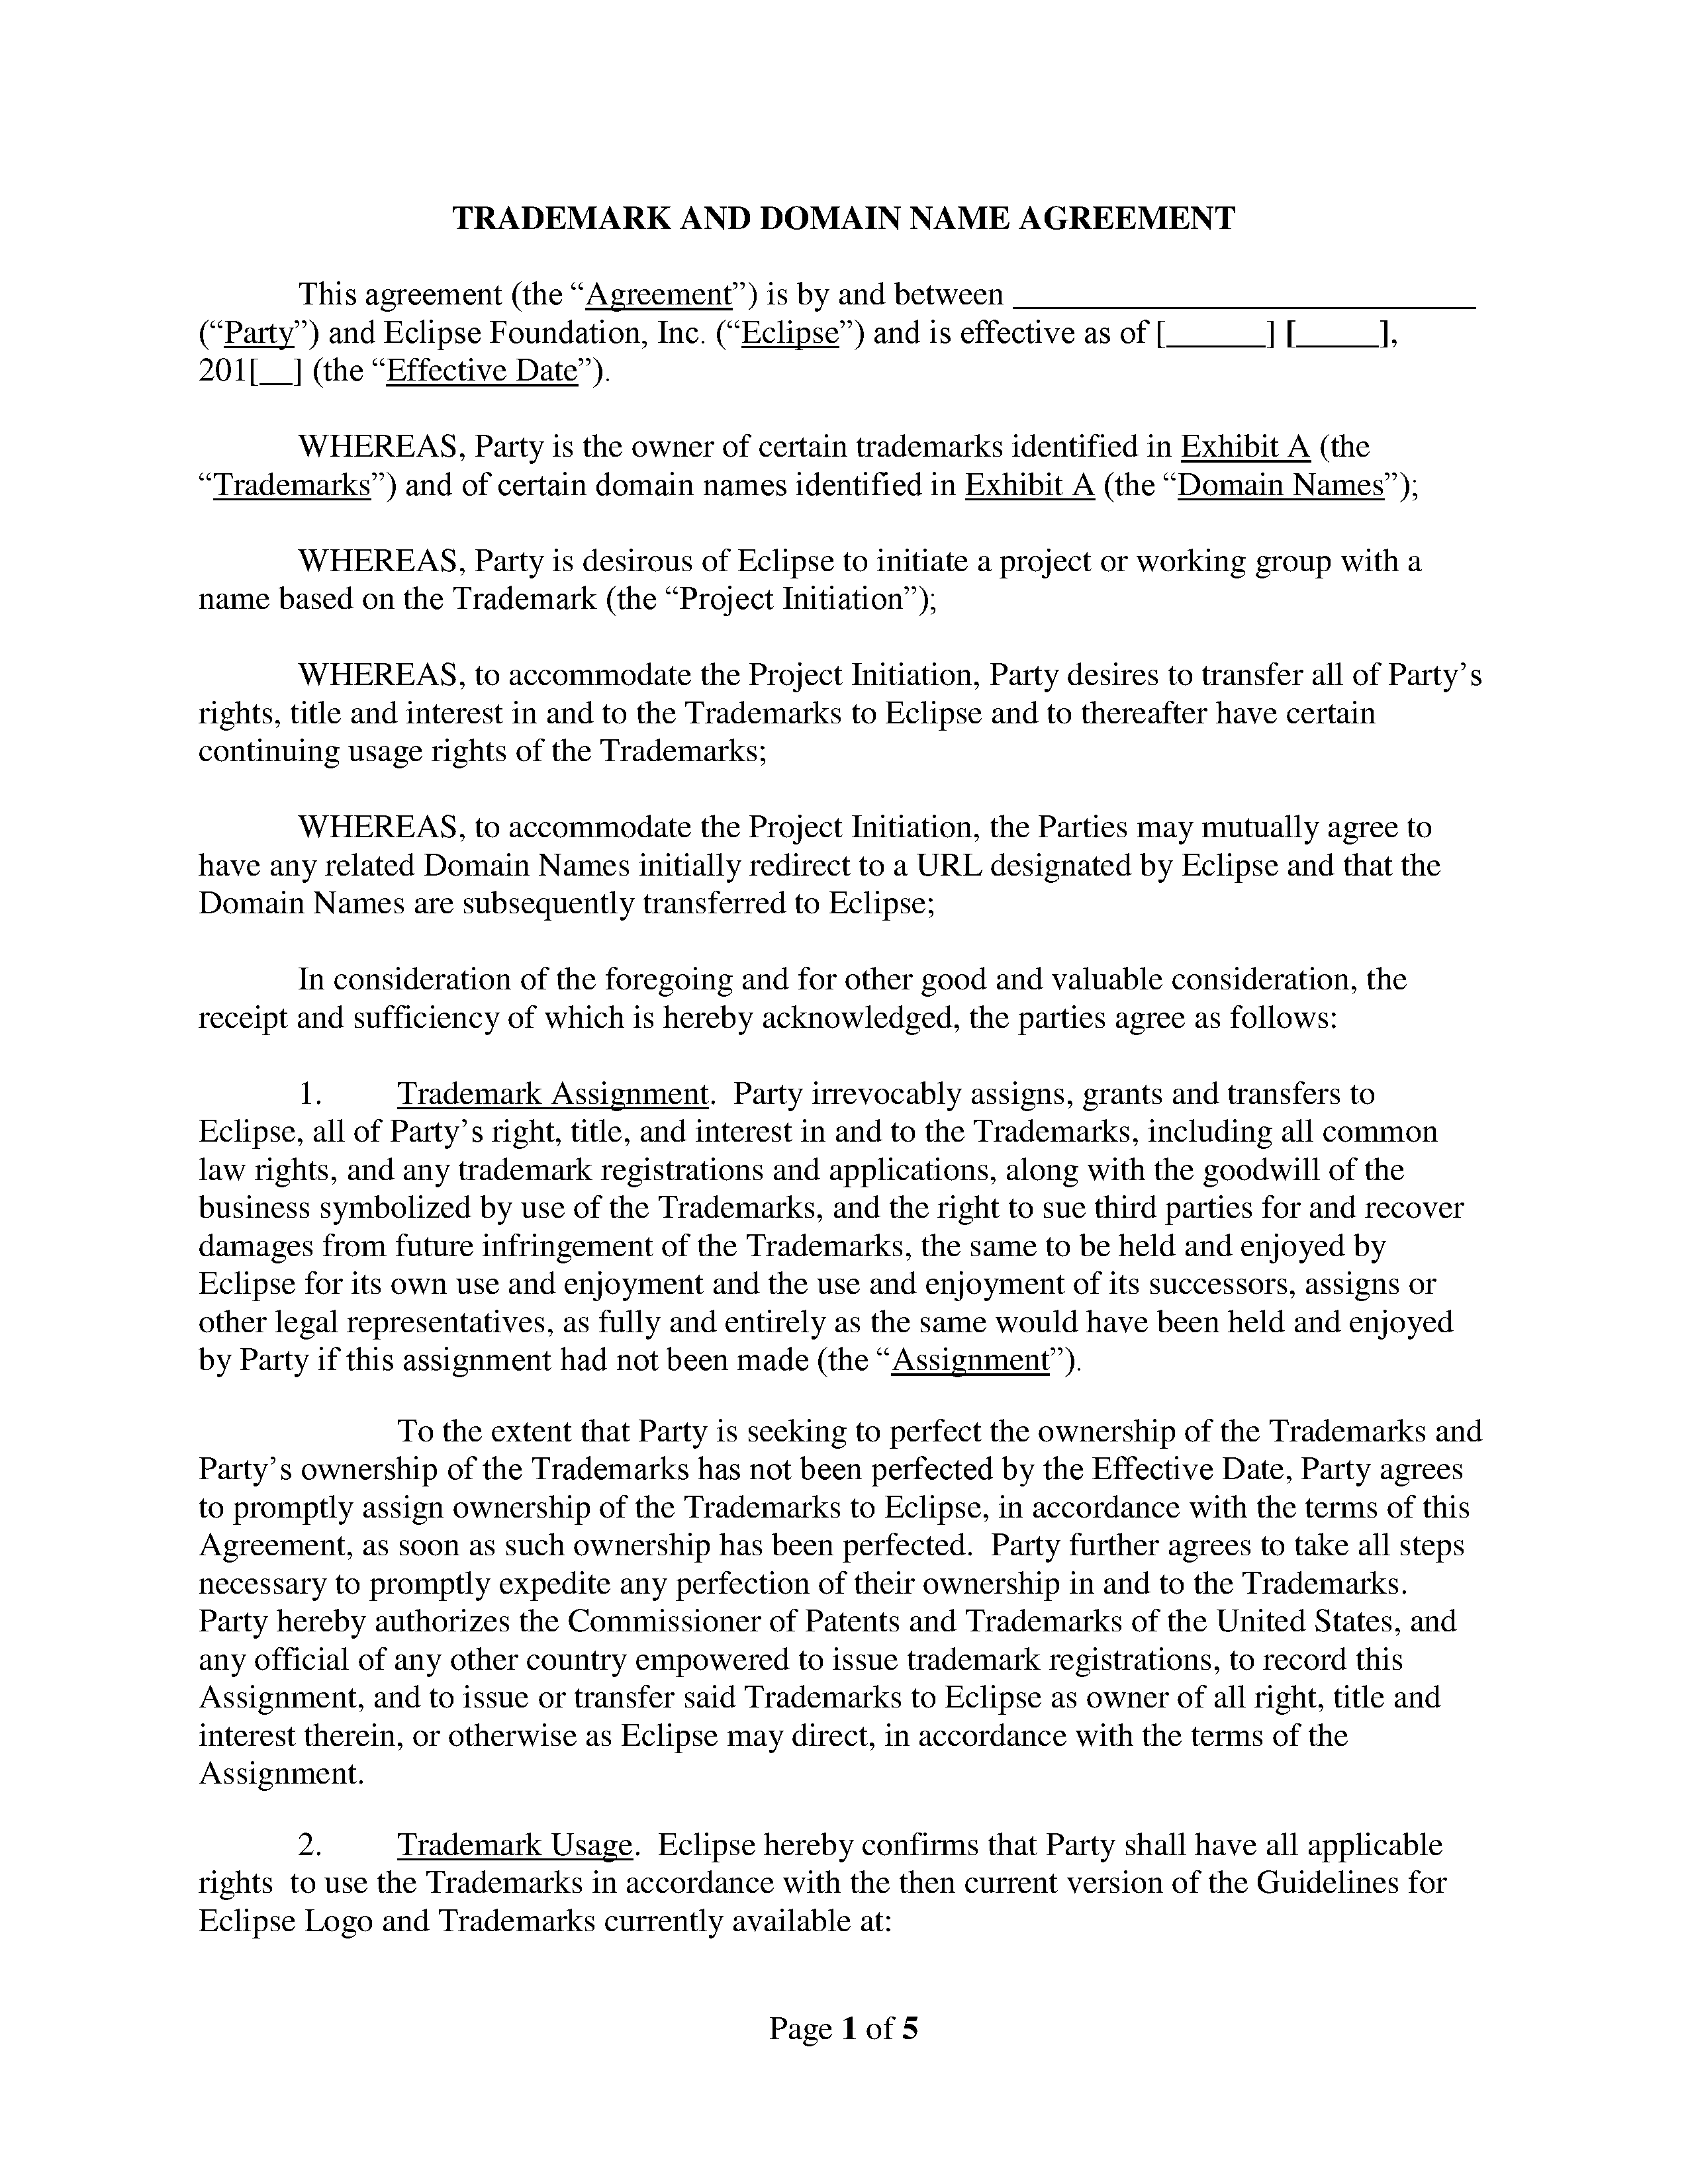 TRADEMARK AND DOMAIN NAME AGREEMENT
This agreement (the “Agreement”) is by and between ____________________________
(“Party”) and Eclipse Foundation, Inc. (“Eclipse”) and is effective as of [______] [_____],
201[__] (the “Effective Date”).
WHEREAS, Party is the owner of certain trademarks identified in Exhibit A (the
“Trademarks”) and of certain domain names identified in Exhibit A (the “Domain Names”);
WHEREAS, Party is desirous of Eclipse to initiate a project or working group with a
name based on the Trademark (the “Project Initiation”);
WHEREAS, to accommodate the Project Initiation, Party desires to transfer all of Party’s
rights, title and interest in and to the Trademarks to Eclipse and to thereafter have certain
continuing usage rights of the Trademarks;
WHEREAS, to accommodate the Project Initiation, the Parties may mutually agree to
have any related Domain Names initially redirect to a URL designated by Eclipse and that the
Domain Names are subsequently transferred to Eclipse;
In consideration of the foregoing and for other good and valuable consideration, the
receipt and sufficiency of which is hereby acknowledged, the parties agree as follows:
1. Trademark Assignment. Party irrevocably assigns, grants and transfers to
Eclipse, all of Party’s right, title, and interest in and to the Trademarks, including all common
law rights, and any trademark registrations and applications, along with the goodwill of the
business symbolized by use of the Trademarks, and the right to sue third parties for and recover
damages from future infringement of the Trademarks, the same to be held and enjoyed by
Eclipse for its own use and enjoyment and the use and enjoyment of its successors, assigns or
other legal representatives, as fully and entirely as the same would have been held and enjoyed
by Party if this assignment had not been made (the “Assignment”).
To the extent that Party is seeking to perfect the ownership of the Trademarks and
Party’s ownership of the Trademarks has not been perfected by the Effective Date, Party agrees
to promptly assign ownership of the Trademarks to Eclipse, in accordance with the terms of this
Agreement, as soon as such ownership has been perfected. Party further agrees to take all steps
necessary to promptly expedite any perfection of their ownership in and to the Trademarks.
Party hereby authorizes the Commissioner of Patents and Trademarks of the United States, and
any official of any other country empowered to issue trademark registrations, to record this
Assignment, and to issue or transfer said Trademarks to Eclipse as owner of all right, title and
interest therein, or otherwise as Eclipse may direct, in accordance with the terms of the
Assignment.
2. Trademark Usage. Eclipse hereby confirms that Party shall have all applicable
rights to use the Trademarks in accordance with the then current version of the Guidelines for
Eclipse Logo and Trademarks currently available at:
Page 1 of 5